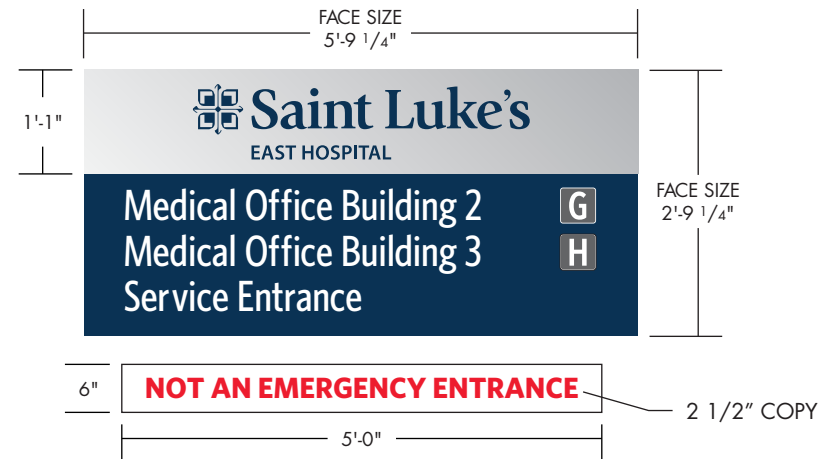 FACE SIZE
5'-9 1/4"
1'-1"
Saint Luke's
EAST HOSPITAL
Medical Office Building 2 G
Medical Office Building 3 H
Service Entrance
FACE SIZE
2'-9 1/4"
6"
NOT AN EMERGENCY ENTRANCE
2 1/2” COPY
5'-0"